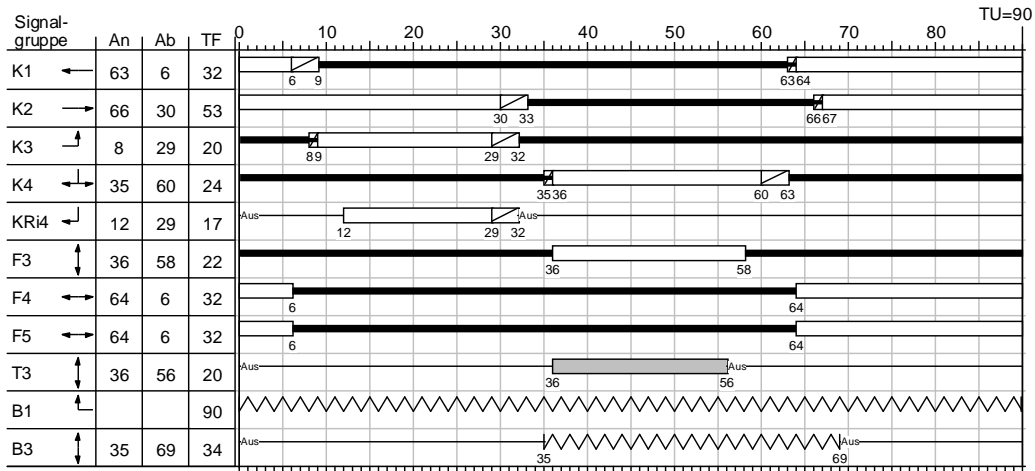 TU=90
Signal-
gruppe An Ab TF 0 10 20 30 40 50 60 70 80
K1 63 6 32
6 9 63 64
K2 66 30 53
30 33 66 67
K3 8 29 20
8 9 29 32
K4 35 60 24
35 36 60 63
KRi4 12 29 17 Aus Aus
12 29 32
F3 36 58 22
36 58
F4 64 6 32
6 64
F5 64 6 32
6 64
T3 36 56 20 Aus Aus
36 56
B1 90
B3 35 69 34 Aus Aus
35 69